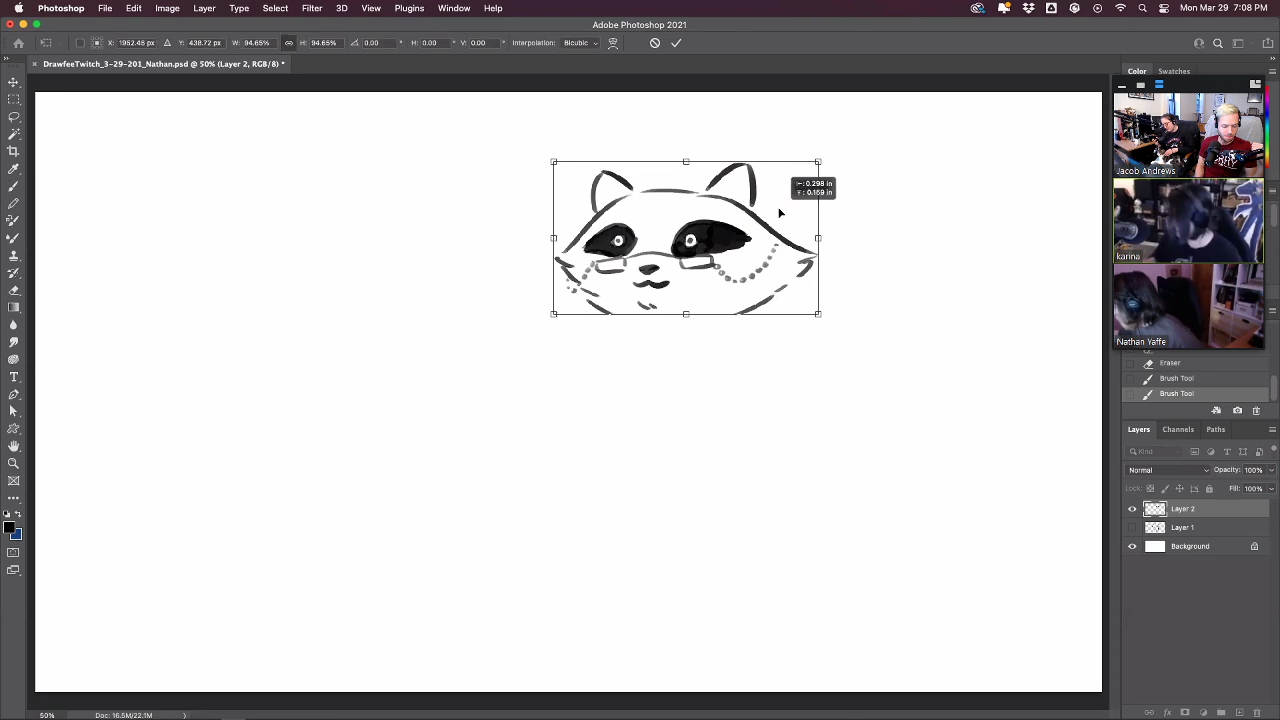 Photoshop File Edit Image Layer Type Select Filter 3D View Plugins Window Help Mon Mar 29 7:08 PM
Adobe Photoshop 2021
X: 1952.45 px Y: 438.72 px W: 94.65% H: 94.65% 0.00 ° H: 0.00 ° V: 0.00 ° Interpolation: Bicubic
DrawfeeTwitch_3-29-201_Nathan.psd @ 50% (Layer 2, RGB/8) *
Color Swatches
Jacob Andrews
: 0.298 in
: 0.159 in
karina
Nathan Yaffe
Eraser
Brush Tool
Brush Tool
Layers Channels Paths
Kind
Normal Opacity: 100%
Lock: Fill: 100%
Layer 2
Layer 1
Background
50% Doc: 16.5M/22.1M